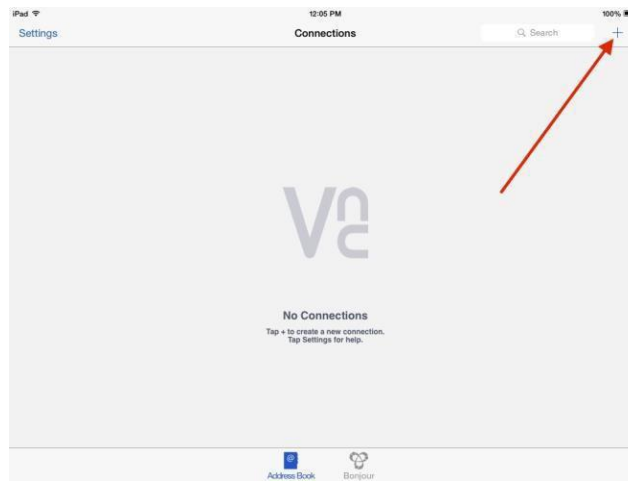 iPad 12:05 PM 100%
Settings Connections Search +
VNC
No Connections
Tap + to create a new connection.
Tap Settings for help.
Address Book Bonjour